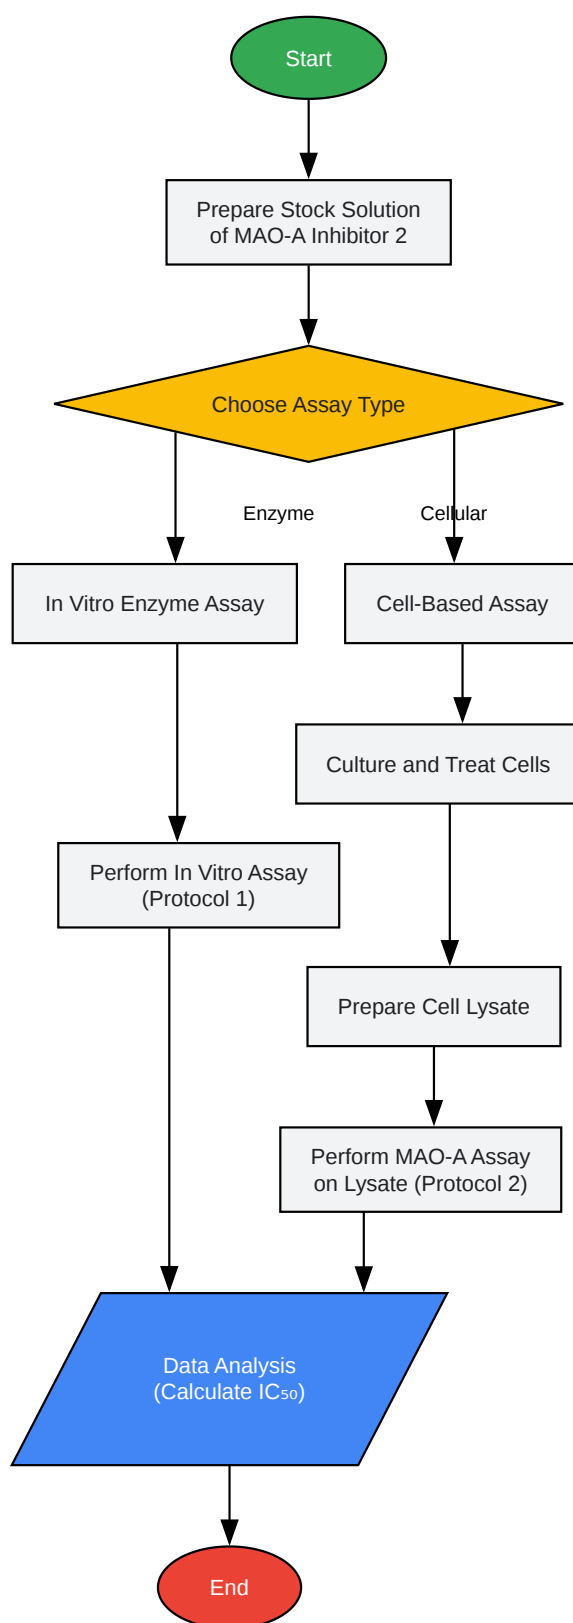 Start
Prepare Stock Solution
of MAO-A Inhibitor 2
Choose Assay Type
Enzyme
Cellular
In Vitro Enzyme Assay
Cell-Based Assay
Culture and Treat Cells
Perform In Vitro Assay
(Protocol 1)
Prepare Cell Lysate
Perform MAO-A Assay
on Lysate (Protocol 2)
Data Analysis
(Calculate IC₅₀)
End